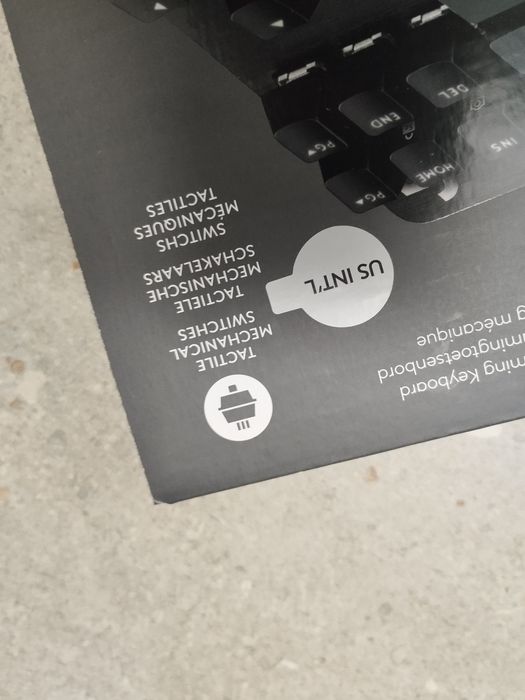 ming Keyboard
mingtoetsenbord
g mécanique
US INT'L
TACTILE
MECHANICAL
SWITCHES
TACTIELE
MECHANISCHE
SCHAKELAARS
SWITCHS
MÉCANIQUES
TACTILES
INS HOME PG▲
DEL END PG▼